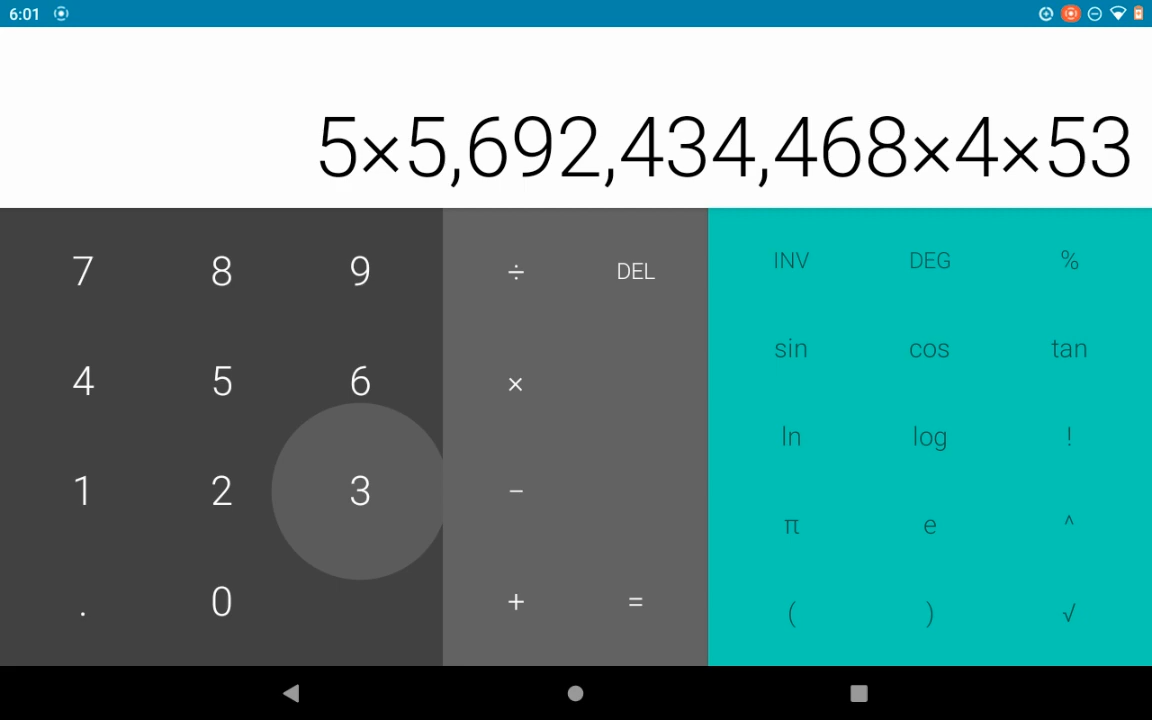 6:01
5×5,692,434,468×4×53
7 8 9 ÷ DEL INV DEG %
sin cos tan
4 5 6 ×
ln log !
1 2 3 −
π e ^
. 0 + = ( ) √